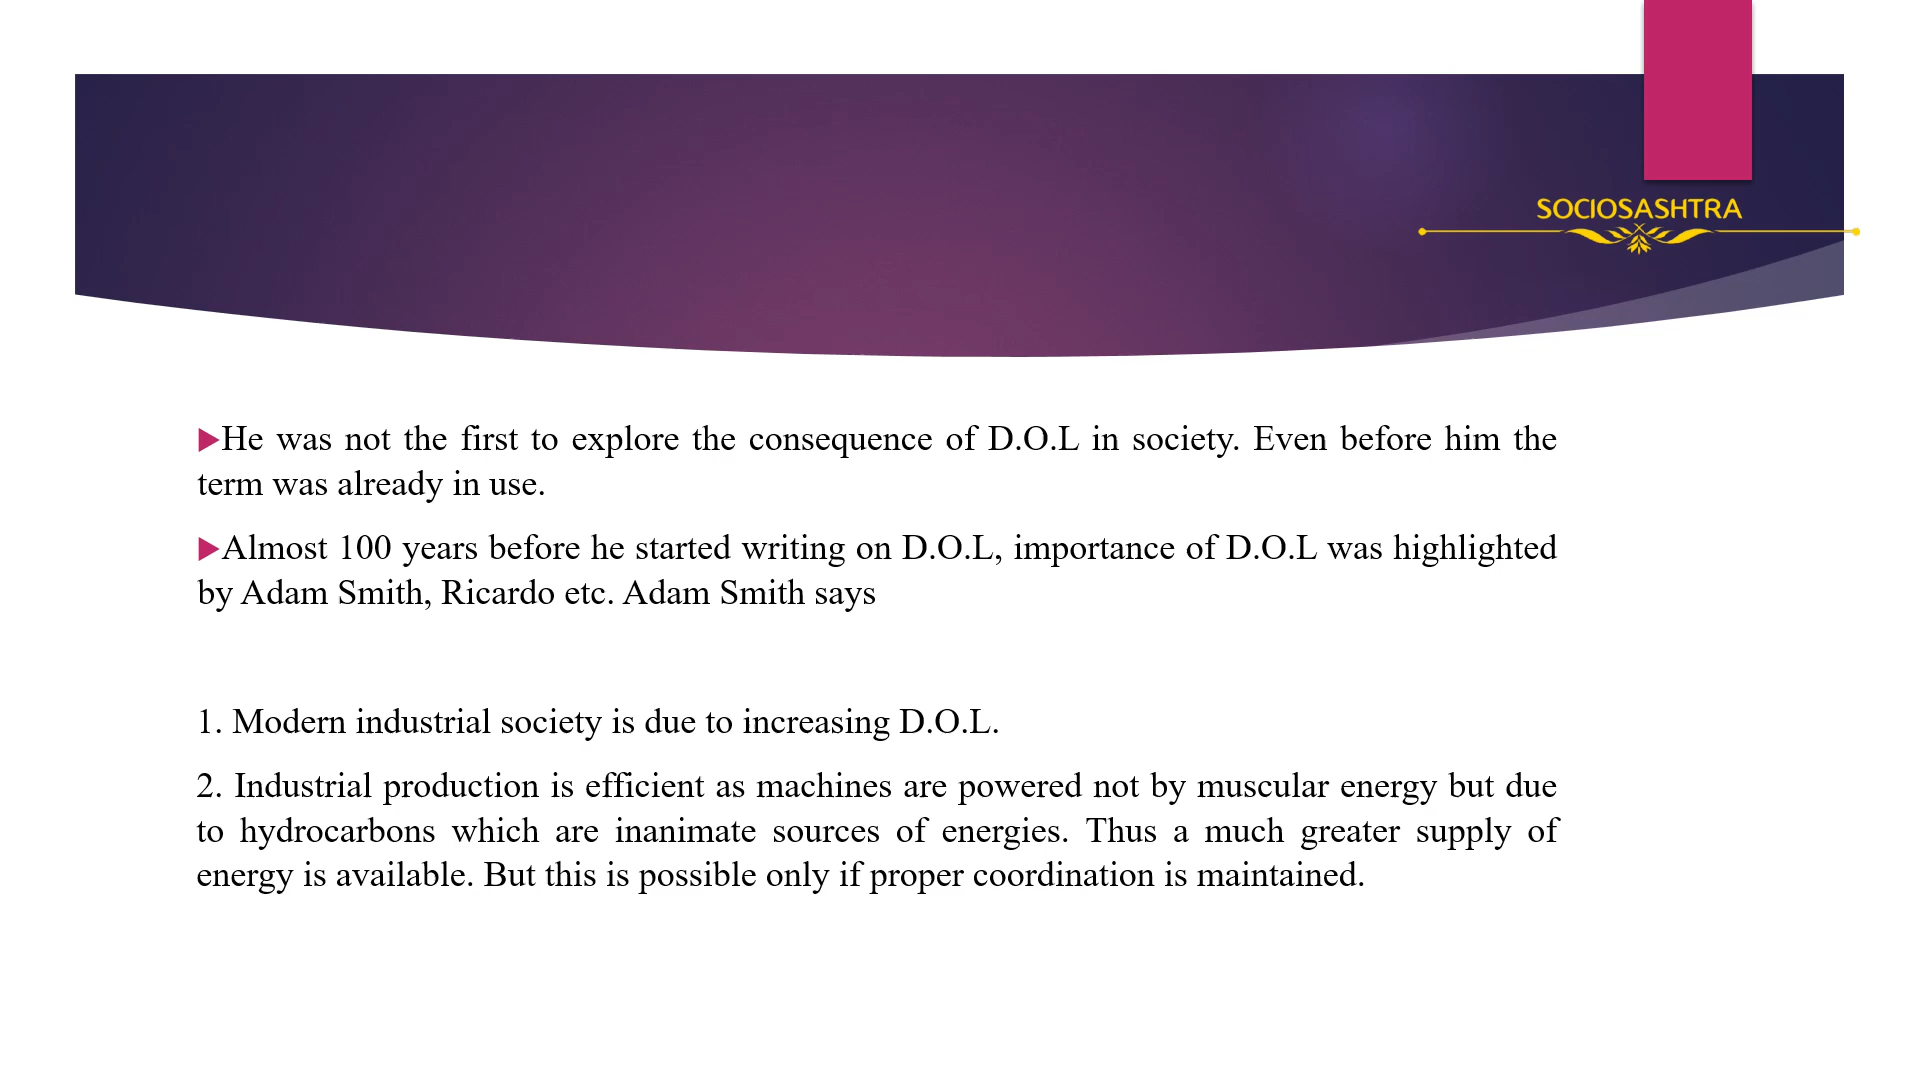 SOCIOSASHTRA
He was not the first to explore the consequence of D.O.L in society. Even before him the
term was already in use.
Almost 100 years before he started writing on D.O.L, importance of D.O.L was highlighted
by Adam Smith, Ricardo etc. Adam Smith says
1. Modern industrial society is due to increasing D.O.L.
2. Industrial production is efficient as machines are powered not by muscular energy but due
to hydrocarbons which are inanimate sources of energies. Thus a much greater supply of
energy is available. But this is possible only if proper coordination is maintained.